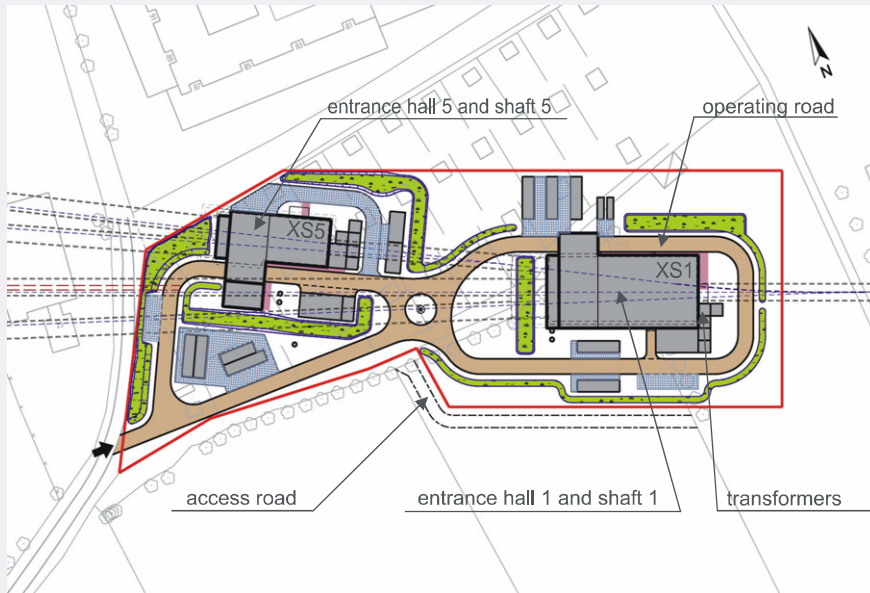 N
entrance hall 5 and shaft 5
operating road
XS5
XS1
access road
entrance hall 1 and shaft 1
transformers